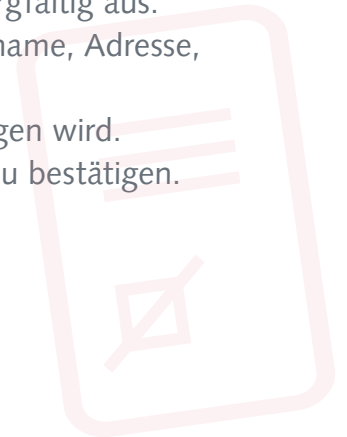 rgfältig aus.
name, Adresse,
gen wird.
u bestätigen.